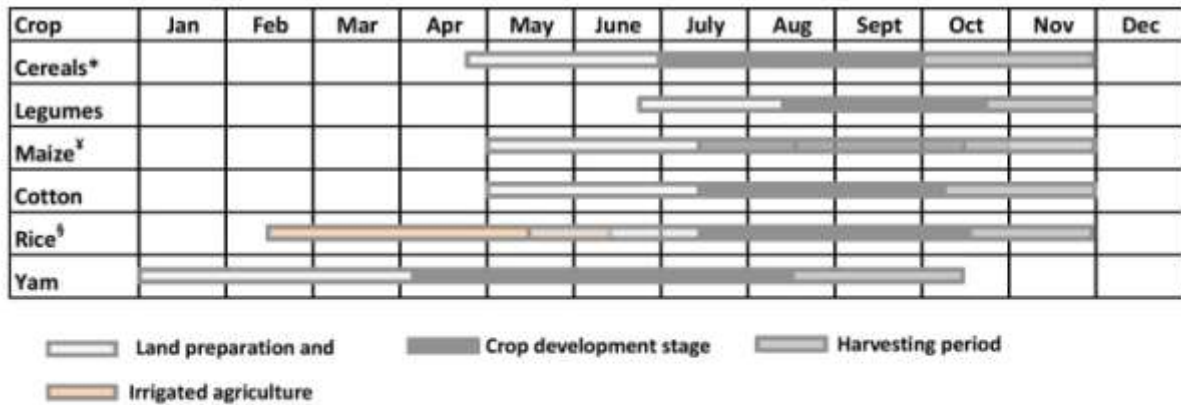 Crop Jan Feb Mar Apr May June July Aug Sept Oct Nov Dec
Cereals*
Legumes
Maize¥
Cotton
Rice§
Yam
Land preparation and Crop development stage Harvesting period
Irrigated agriculture